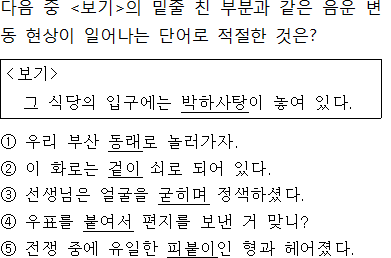 다음 중 <보기>의 밑줄 친 부분과 같은 음운 변
동 현상이 일어나는 단어로 적절한 것은?
<보기>
그 식당의 입구에는 박하사탕이 놓여 있다.
① 우리 부산 동래로 놀러가자.
② 이 화로는 겉이 쇠로 되어 있다.
③ 선생님은 얼굴을 굳히며 정색하셨다.
④ 우표를 붙여서 편지를 보낸 거 맞니?
⑤ 전쟁 중에 유일한 피붙이인 형과 헤어졌다.